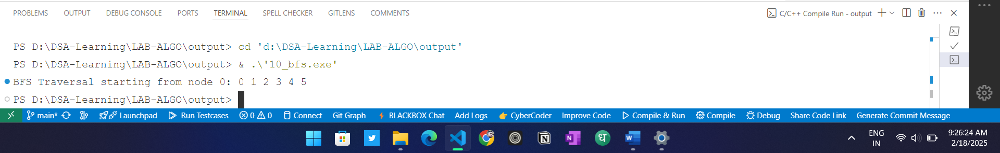 PROBLEMS OUTPUT DEBUG CONSOLE PORTS TERMINAL SPELL CHECKER GITLENS COMMENTS C/C++ Compile Run - output
PS D:\DSA-Learning\LAB-ALGO\output> cd 'd:\DSA-Learning\LAB-ALGO\output'
PS D:\DSA-Learning\LAB-ALGO\output> & .\'10_bfs.exe'
BFS Traversal starting from node 0: 0 1 2 3 4 5
PS D:\DSA-Learning\LAB-ALGO\output>
main* Launchpad Run Testcases 0 0 Connect Git Graph BLACKBOX Chat Add Logs CyberCoder Improve Code Compile & Run Compile Debug Share Code Link Generate Commit Message
ENG 9:26:24 AM
IN 2/18/2025